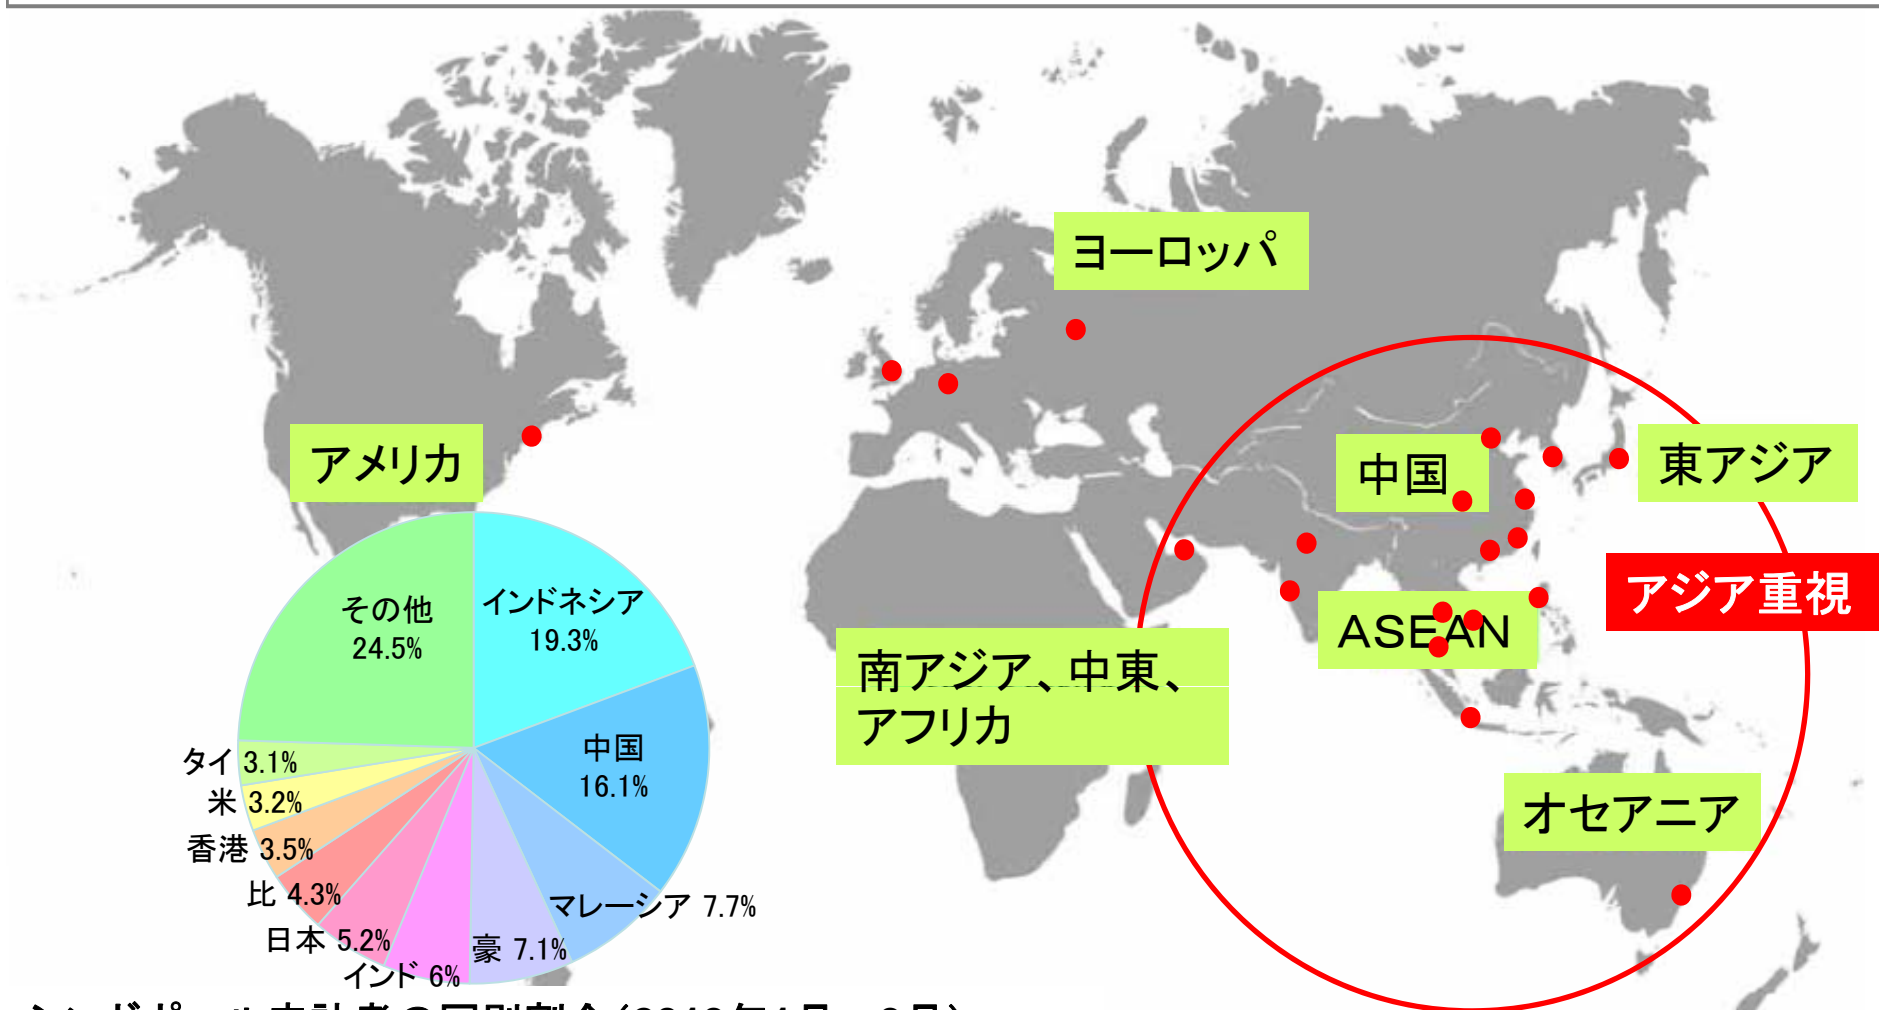 ヨーロッパ
アメリカ
中国
東アジア
アジア重視
ASEAN
南アジア、中東、
アフリカ
オセアニア
その他
24.5%
インドネシア
19.3%
中国
16.1%
マレーシア 7.7%
豪 7.1%
インド 6%
日本 5.2%
比 4.3%
香港 3.5%
米 3.2%
タイ 3.1%